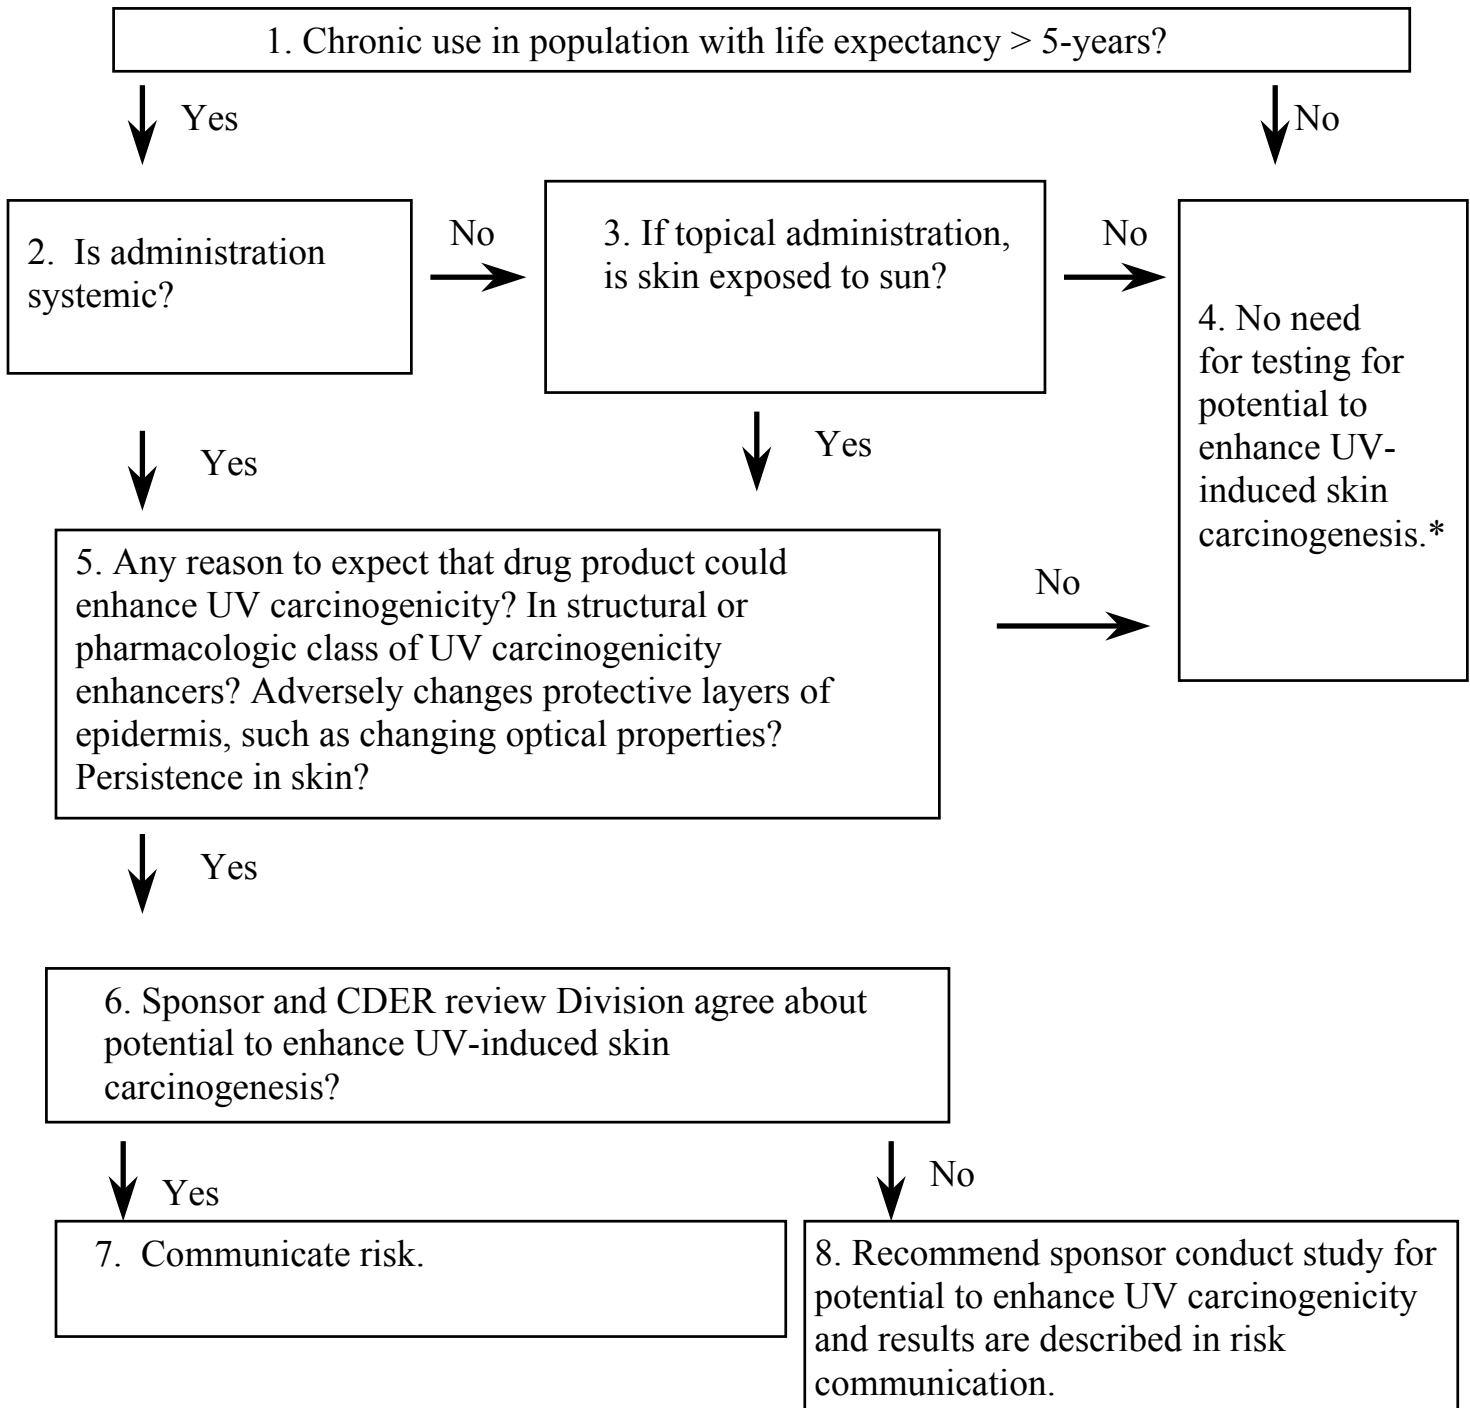 1. Chronic use in population with life expectancy > 5-years?
Yes
No
2. Is administration
systemic?
No
3. If topical administration,
is skin exposed to sun?
No
4. No need
for testing for
potential to
enhance UV-
induced skin
carcinogenesis.*
Yes
Yes
5. Any reason to expect that drug product could
enhance UV carcinogenicity? In structural or
pharmacologic class of UV carcinogenicity
enhancers? Adversely changes protective layers of
epidermis, such as changing optical properties?
Persistence in skin?
No
Yes
6. Sponsor and CDER review Division agree about
potential to enhance UV-induced skin
carcinogenesis?
Yes
No
7. Communicate risk.
8. Recommend sponsor conduct study for
potential to enhance UV carcinogenicity
and results are described in risk
communication.